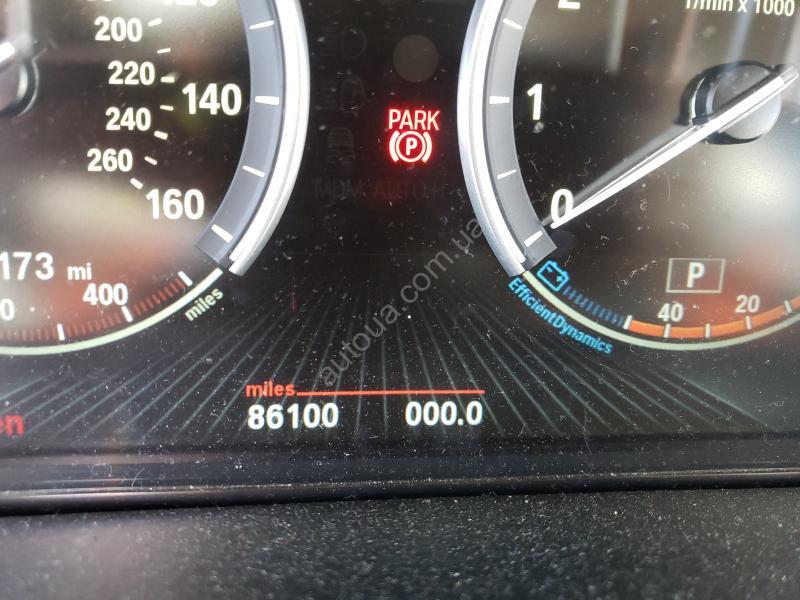 200
220
240
260
140
160
173 mi
400
miles
PARK
P
2
1/min x 1000
1
0
P
40
20
EfficientDynamics
miles
86100 000.0
en
autoua.com.ua